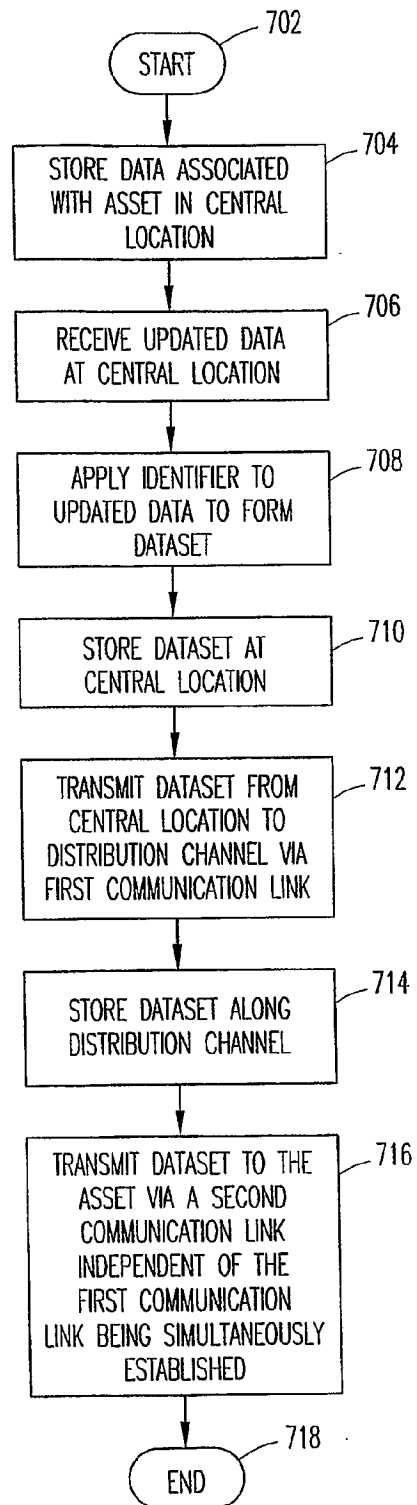 702
START
704
STORE DATA ASSOCIATED
WITH ASSET IN CENTRAL
LOCATION
706
RECEIVE UPDATED DATA
AT CENTRAL LOCATION
708
APPLY IDENTIFIER TO
UPDATED DATA TO FORM
DATASET
710
STORE DATASET AT
CENTRAL LOCATION
712
TRANSMIT DATASET FROM
CENTRAL LOCATION TO
DISTRIBUTION CHANNEL VIA
FIRST COMMUNICATION LINK
714
STORE DATASET ALONG
DISTRIBUTION CHANNEL
716
TRANSMIT DATASET TO THE
ASSET VIA A SECOND
COMMUNICATION LINK
INDEPENDENT OF THE
FIRST COMMUNICATION
LINK BEING SIMULTANEOUSLY
ESTABLISHED
718
END